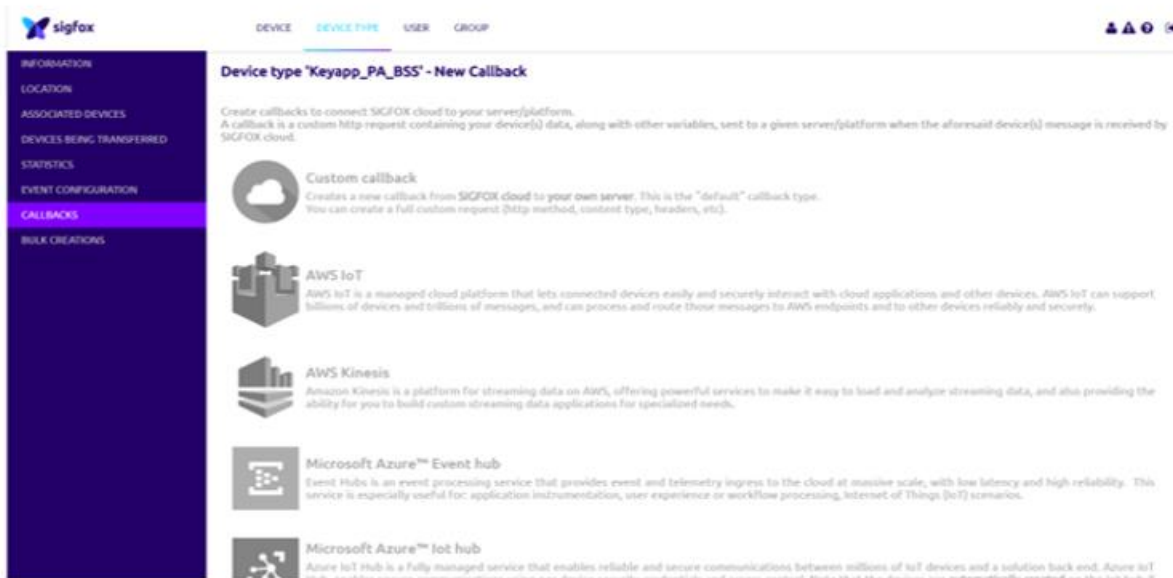 sigfox
DEVICE DEVICE TYPE USER GROUP
INFORMATION
LOCATION
ASSOCIATED DEVICES
DEVICES BEING TRANSFERRED
STATISTICS
EVENT CONFIGURATION
CALLBACKS
BULK CREATIONS
Device type 'Keyapp_PA_BSS' - New Callback
Create callbacks to connect SIGFOX cloud to your server/platform.
A callback is a custom http request containing your device(s) data, along with other variables, sent to a given server/platform when the aforesaid device(s) message is received by
SIGFOX cloud.
Custom callback
Creates a new callback from SIGFOX cloud to your own server. This is the "default" callback type.
You can create a full custom request (http method, content type, headers, etc).
AWS IoT
AWS IoT is a managed cloud platform that lets connected devices easily and securely interact with cloud applications and other devices. AWS IoT can support
billions of devices and trillions of messages, and can process and route those messages to AWS endpoints and to other devices reliably and securely.
AWS Kinesis
Amazon Kinesis is a platform for streaming data on AWS, offering powerful services to make it easy to load and analyze streaming data, and also providing the
ability for you to build custom streaming data applications for specialized needs.
Microsoft Azure™ Event hub
Event Hubs is an event processing service that provides event and telemetry ingress to the cloud at massive scale, with low latency and high reliability. This
service is especially useful for: application instrumentation, user experience or workflow processing, Internet of Things (IoT) scenarios.
Microsoft Azure™ Iot hub
Azure IoT Hub is a fully managed service that enables reliable and secure communications between millions of IoT devices and a solution back end. Azure IoT